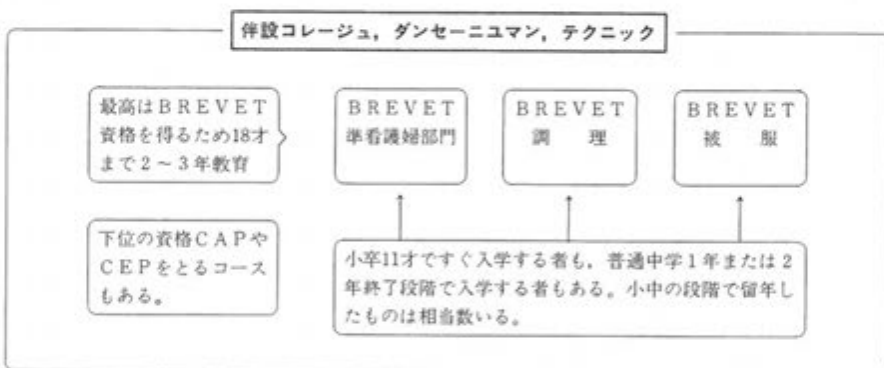 伴設コレージュ，ダンセーニユマン，テクニック
最高はＢＲＥＶＥＴ
資格を得るため18才
まで２～３年教育
ＢＲＥＶＥＴ
準看護婦部門
ＢＲＥＶＥＴ
調　理
ＢＲＥＶＥＴ
被　服
下位の資格ＣＡＰや
ＣＥＰをとるコース
もある。
小卒11才ですぐ入学する者も，普通中学１年または２
年終了段階で入学する者もある。小中の段階で留年し
たものは相当数いる。